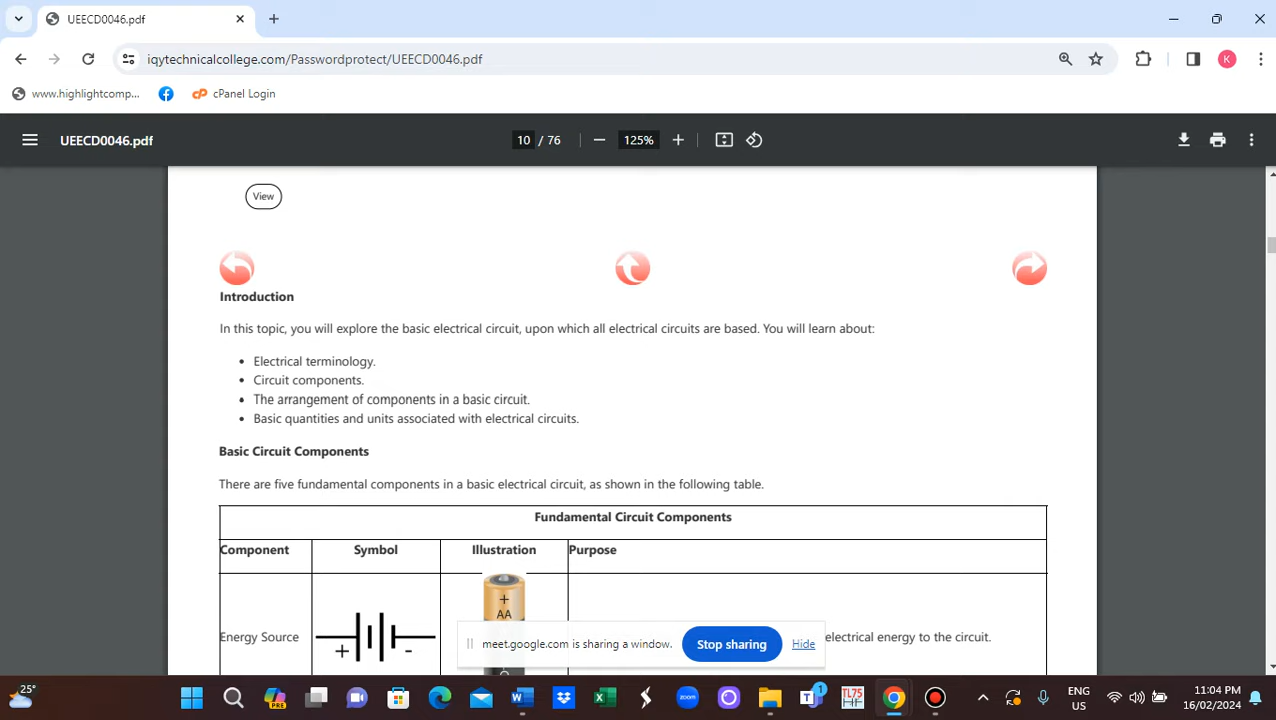 UEECD0046.pdf
iqytechnicalcollege.com/Passwordprotect/UEECD0046.pdf
K
www.highlightcomp...
cPanel Login
UEECD0046.pdf
10 / 76
125%
View
Introduction
In this topic, you will explore the basic electrical circuit, upon which all electrical circuits are based. You will learn about:
• Electrical terminology.
• Circuit components.
• The arrangement of components in a basic circuit.
• Basic quantities and units associated with electrical circuits.
Basic Circuit Components
There are five fundamental components in a basic electrical circuit, as shown in the following table.
Fundamental Circuit Components
Component Symbol Illustration Purpose
+
AA
Energy Source
+ -
electrical energy to the circuit.
meet.google.com is sharing a window. Stop sharing Hide
25°
PRE
zoom
1
TL75
ENG
US
11:04 PM
16/02/2024